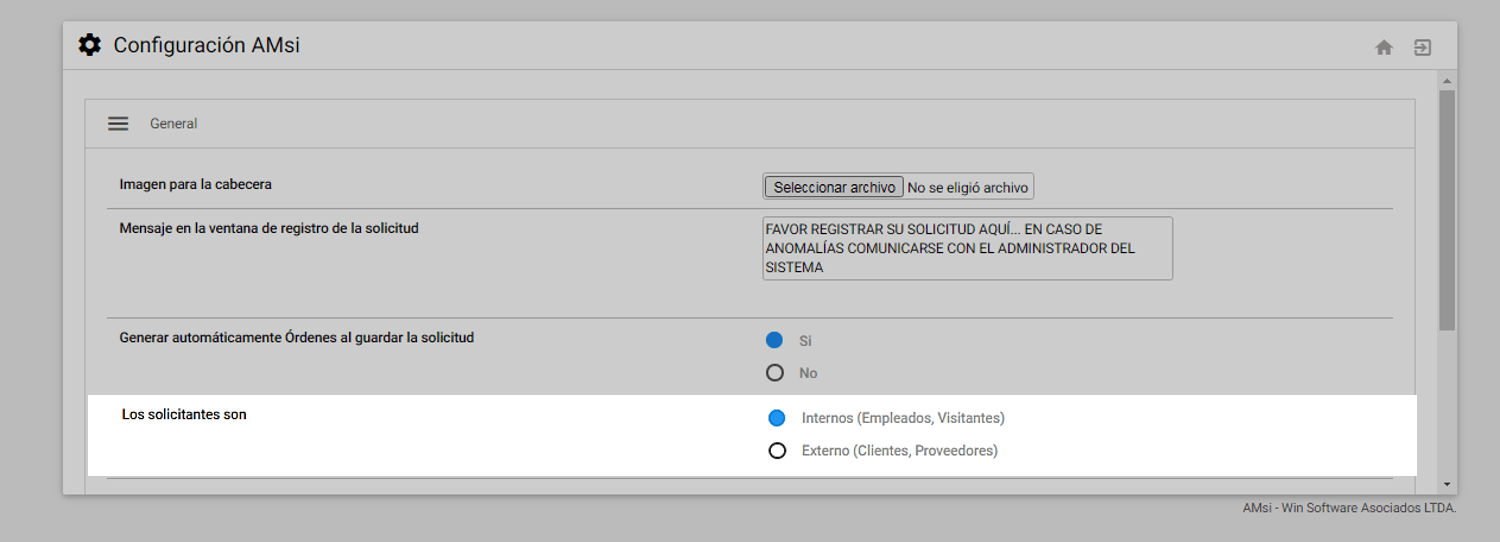 Configuración AMsi
General
Imagen para la cabecera
Seleccionar archivo No se eligió archivo
Mensaje en la ventana de registro de la solicitud
FAVOR REGISTRAR SU SOLICITUD AQUÍ... EN CASO DE
ANOMALÍAS COMUNICARSE CON EL ADMINISTRADOR DEL
SISTEMA
Generar automáticamente Órdenes al guardar la solicitud
Si
No
Los solicitantes son
Internos (Empleados, Visitantes)
Externo (Clientes, Proveedores)
AMsi - Win Software Asociados LTDA.